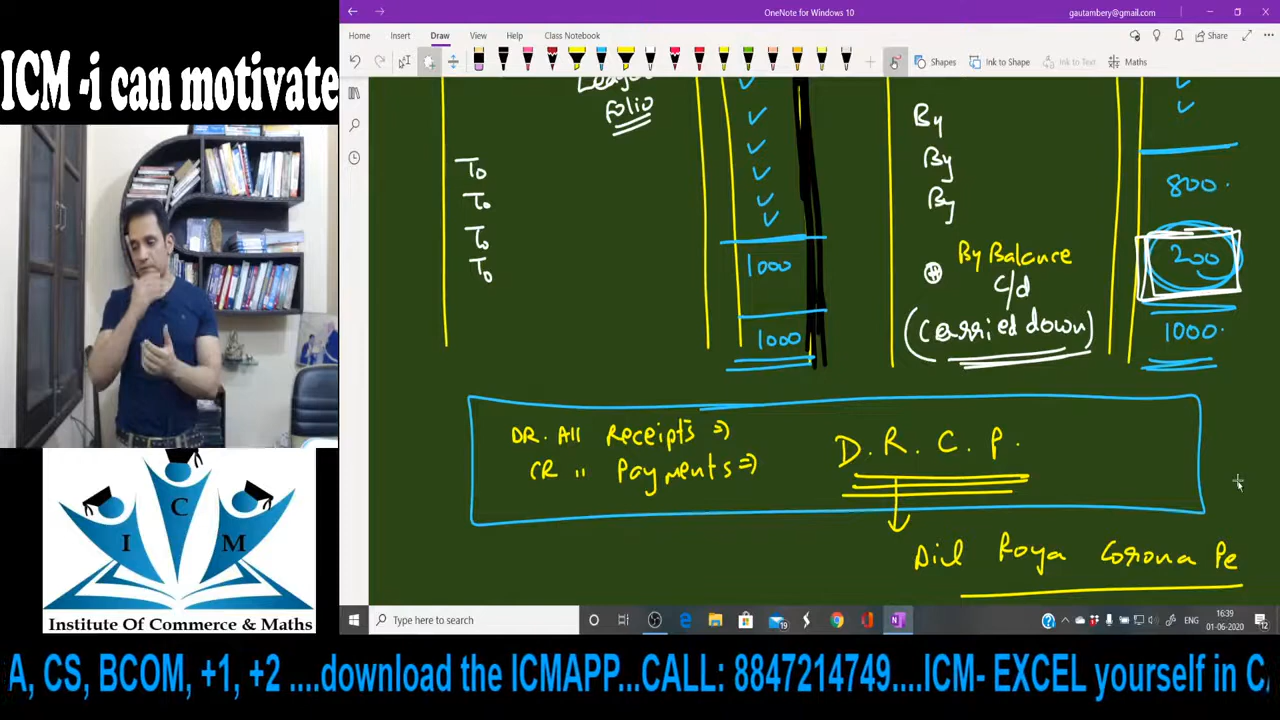 ICM -i can motivate
OneNote for Windows 10
gautambery@gmail.com
Home Insert Draw View Help Class Notebook
Share
Shapes
Ink to Shape
Ink to Text
Maths
Folio
To
To
To
To
1000
1000
By
By
By
By Balance
C/d
(Carried down)
800
200
1000
DR. All Receipts ⇒
CR " Payments ⇒
D. R. C. P.
Dil Roya Corona Pe
I C M
Institute Of Commerce & Maths
Type here to search
ENG
16:39
01-06-2020
A, CS, BCOM, +1, +2 ....download the ICMAPP...CALL: 8847214749....ICM- EXCEL yourself in C